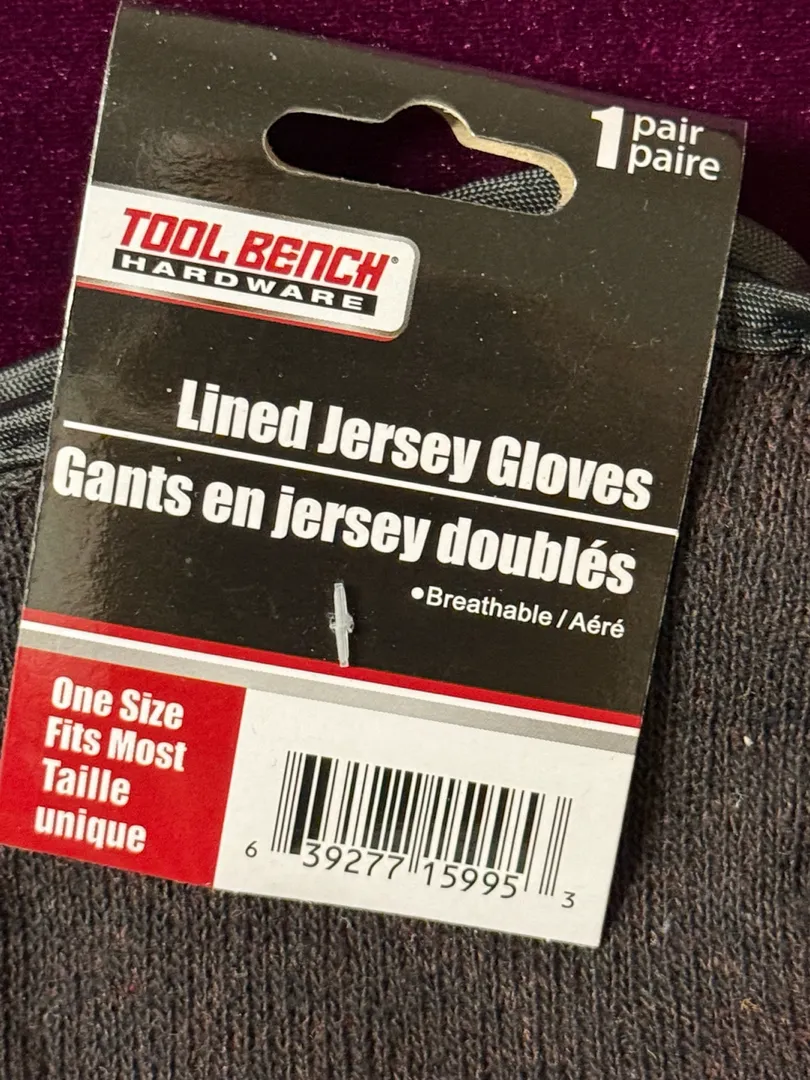 1 pair
paire
TOOL BENCH®
HARDWARE
Lined Jersey Gloves
Gants en jersey doublés
•Breathable / Aéré
One Size
Fits Most
Taille
unique
6 39277 15995 3